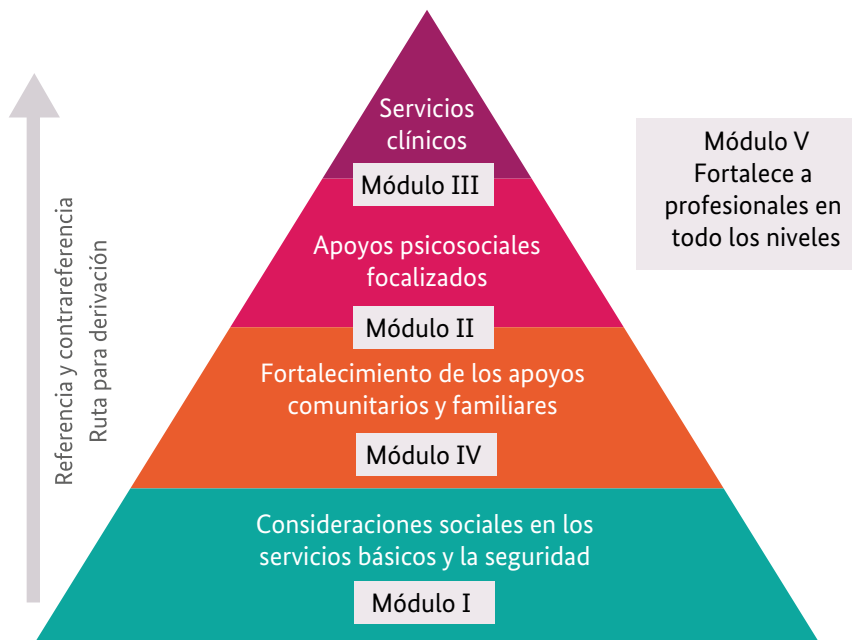 Servicios
clínicos
Módulo III
Apoyos psicosociales
focalizados
Módulo II
Fortalecimiento de los apoyos
comunitarios y familiares
Módulo IV
Consideraciones sociales en los
servicios básicos y la seguridad
Módulo I
Referencia y contrareferencia
Ruta para derivación
Módulo V
Fortalece a
profesionales en
todo los niveles